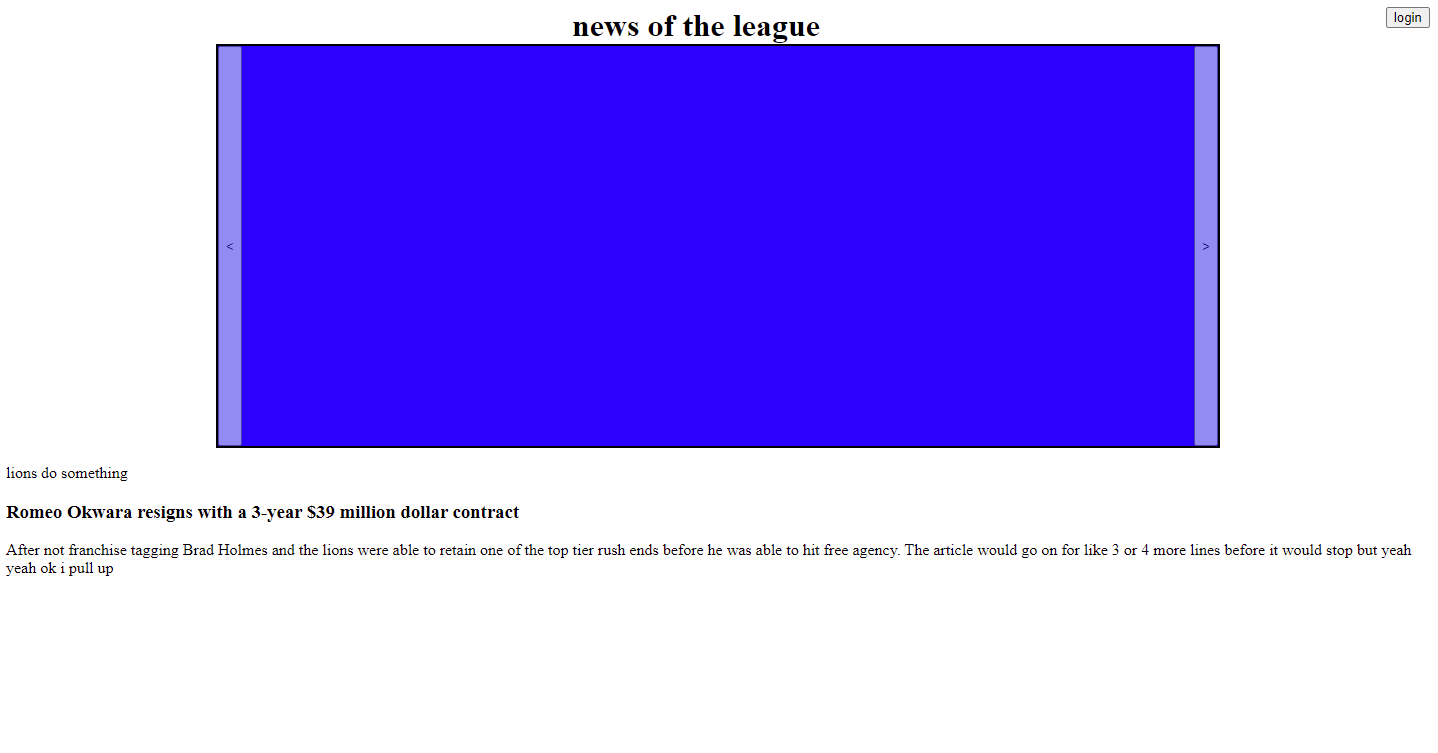 news of the league
login
<
>
lions do something
Romeo Okwara resigns with a 3-year $39 million dollar contract
After not franchise tagging Brad Holmes and the lions were able to retain one of the top tier rush ends before he was able to hit free agency. The article would go on for like 3 or 4 more lines before it would stop but yeah
yeah ok i pull up